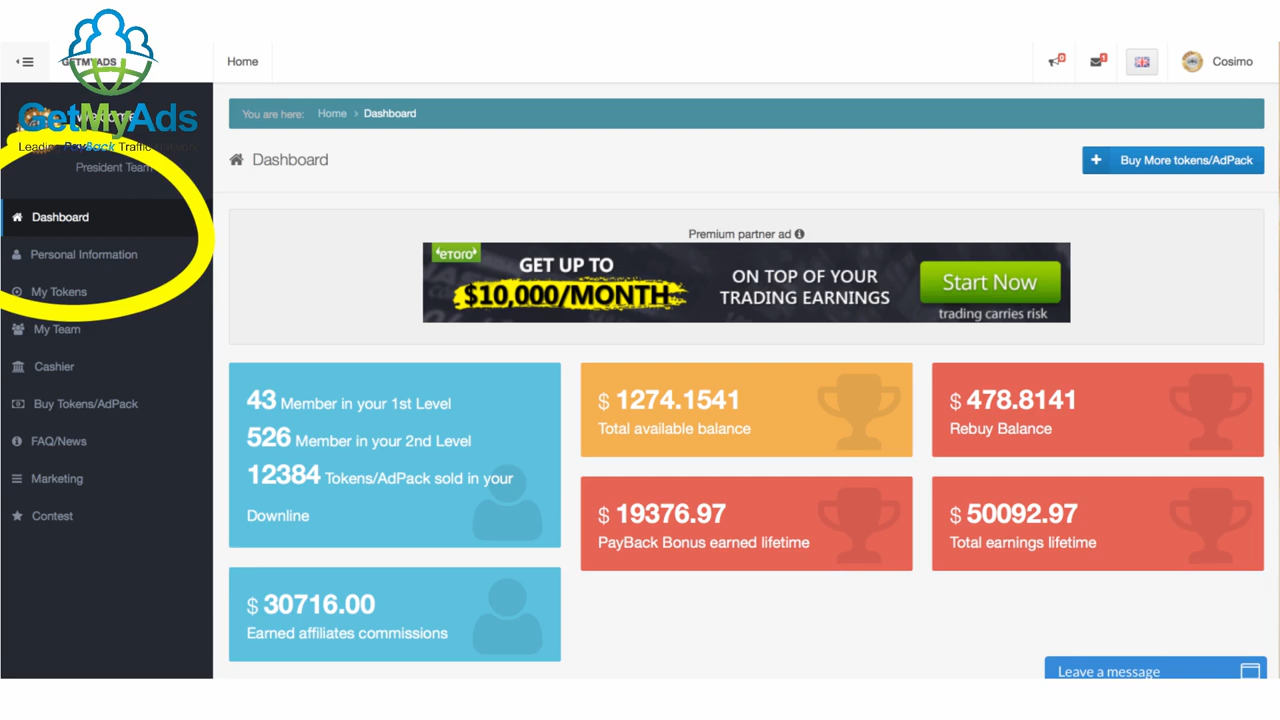 GETMYADS
GetMyAds
Leading PayBack Traffic
President Team
Home
0
1
Cosimo
You are here: Home > Dashboard
Dashboard
+ Buy More tokens/AdPack
Dashboard
Personal Information
My Tokens
My Team
Cashier
Buy Tokens/AdPack
FAQ/News
Marketing
Contest
Premium partner ad
eToro
GET UP TO
$10,000/MONTH
ON TOP OF YOUR
TRADING EARNINGS
Start Now
trading carries risk
43 Member in your 1st Level
526 Member in your 2nd Level
12384 Tokens/AdPack sold in your
Downline
$ 1274.1541
Total available balance
$ 478.8141
Rebuy Balance
$ 19376.97
PayBack Bonus earned lifetime
$ 50092.97
Total earnings lifetime
$ 30716.00
Earned affiliates commissions
Leave a message